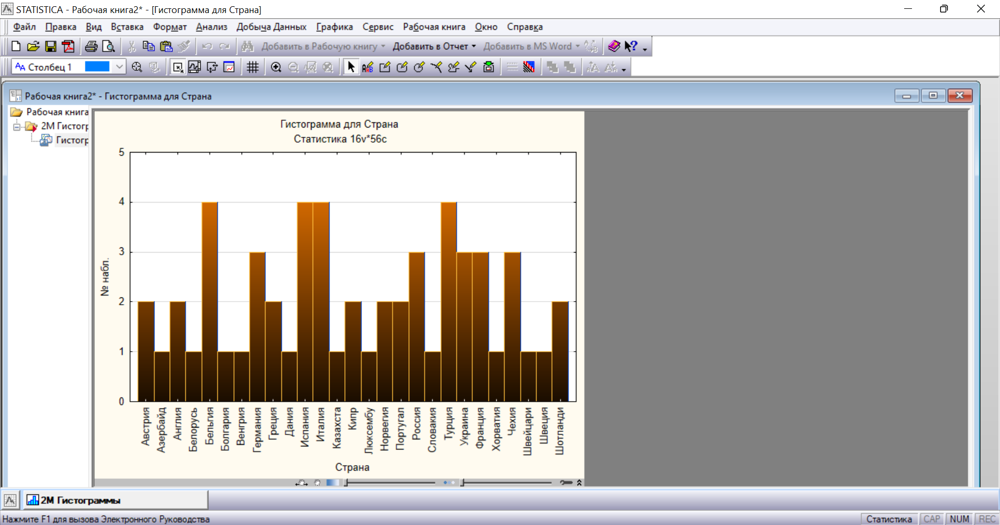 STATISTICA - Рабочая книга2* - [Гистограмма для Страна]
Файл Правка Вид Вставка Формат Анализ Добыча Данных Графика Сервис Рабочая книга Окно Справка
Добавить в Рабочую книгу Добавить в Отчет Добавить в MS Word
Столбец 1
Рабочая книга2* - Гистограмма для Страна
Рабочая книга
2М Гистогр
Гистогр
Гистограмма для Страна
Статистика 16v*56c
5
4
3
2
1
0
№ набл.
Австрия
Азербайд
Англия
Белорусь
Бельгия
Болгария
Венгрия
Германия
Греция
Дания
Испания
Италия
Казахста
Кипр
Люксембу
Норвегия
Португал
Россия
Словакия
Турция
Украина
Франция
Хорватия
Чехия
Швейцари
Швеция
Шотланди
Страна
2М Гистограммы
Нажмите F1 для вызова Электронного Руководства
Статистика CAP NUM REC